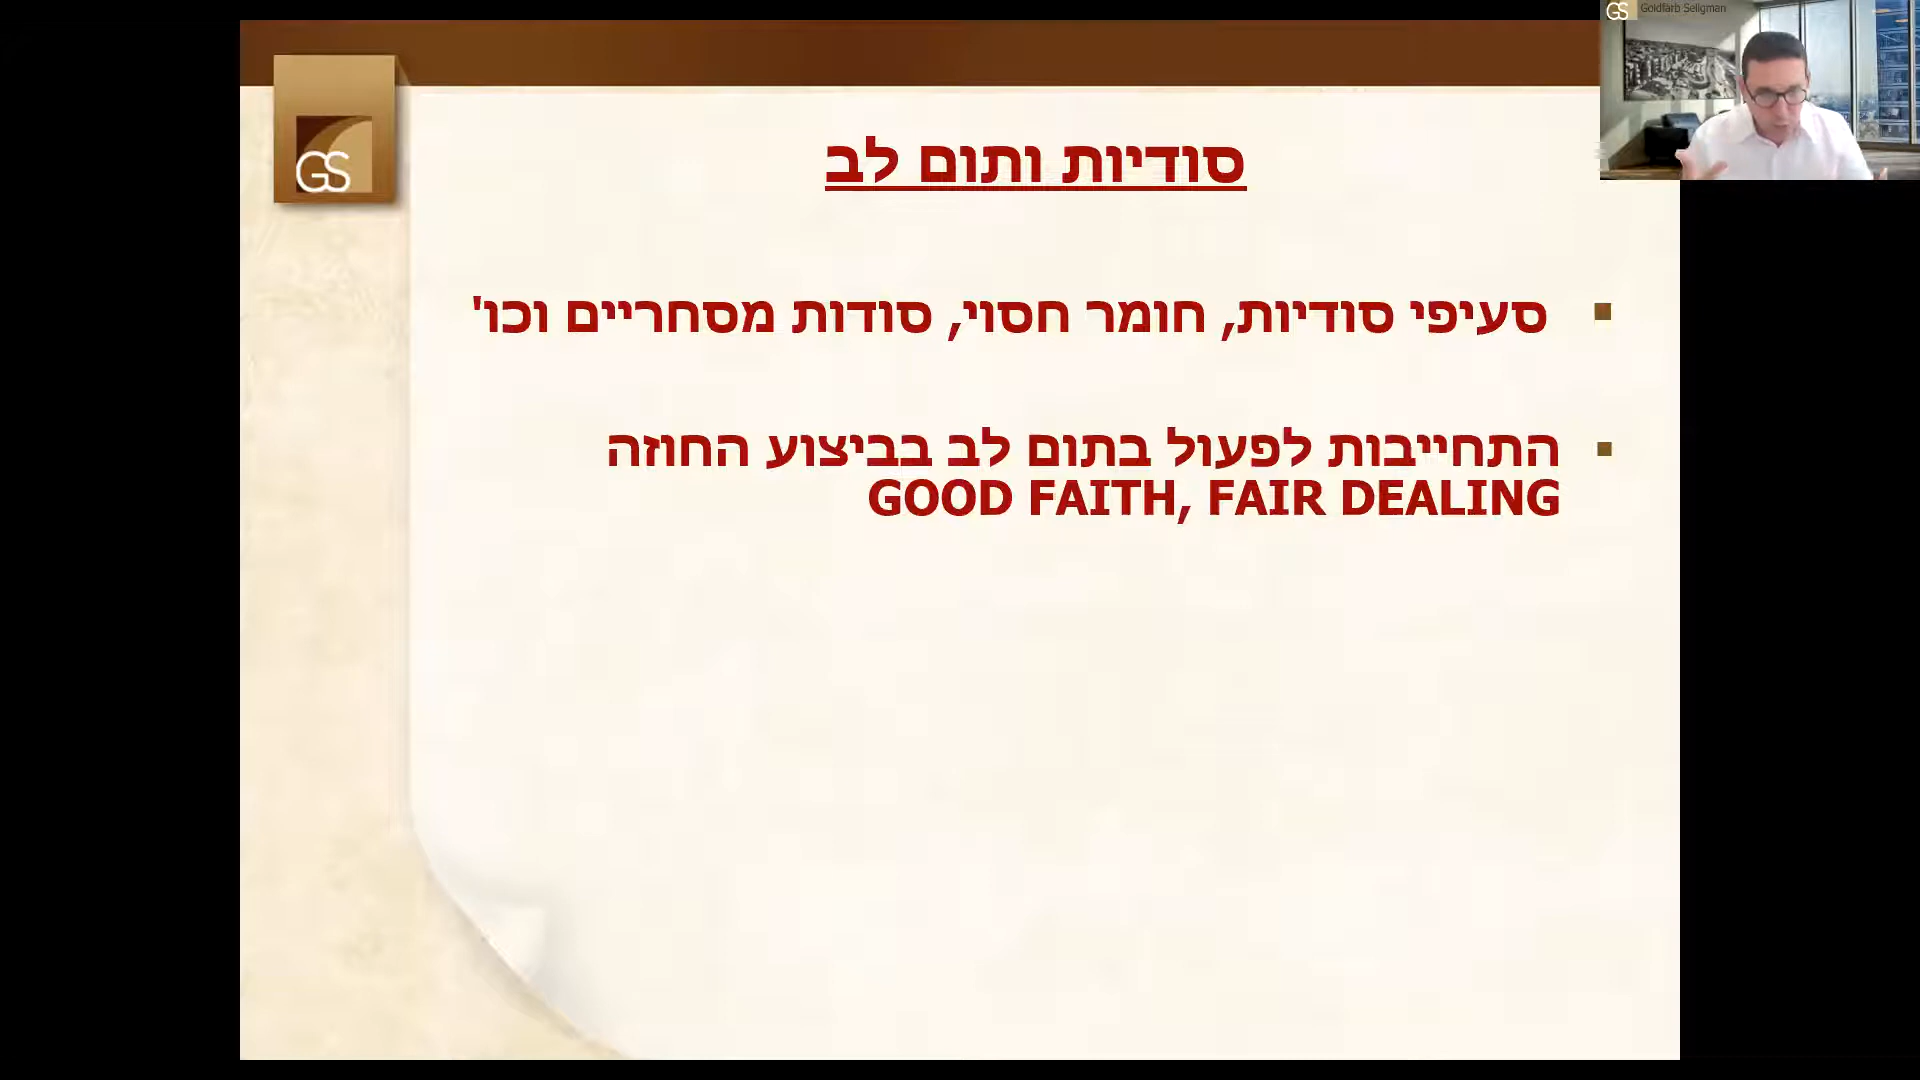 GS
Goldfarb Seligman
GS
סודיות ותום לב
סעיפי סודיות, חומר חסוי, סודות מסחריים וכו'
התחייבות לפעול בתום לב בביצוע החוזה
GOOD FAITH, FAIR DEALING